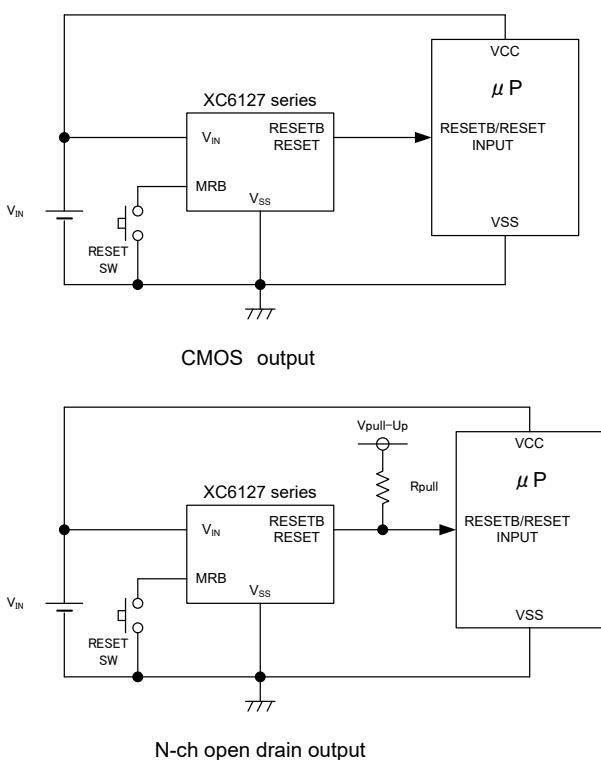 VCC
μ P
XC6127 series
VIN
RESETB
RESET
RESETB/RESET
INPUT
MRB
VSS
VIN
RESET
SW
VSS
CMOS output
Vpull-Up
Rpull
VCC
μ P
XC6127 series
VIN
RESETB
RESET
RESETB/RESET
INPUT
MRB
VSS
VIN
RESET
SW
VSS
N-ch open drain output